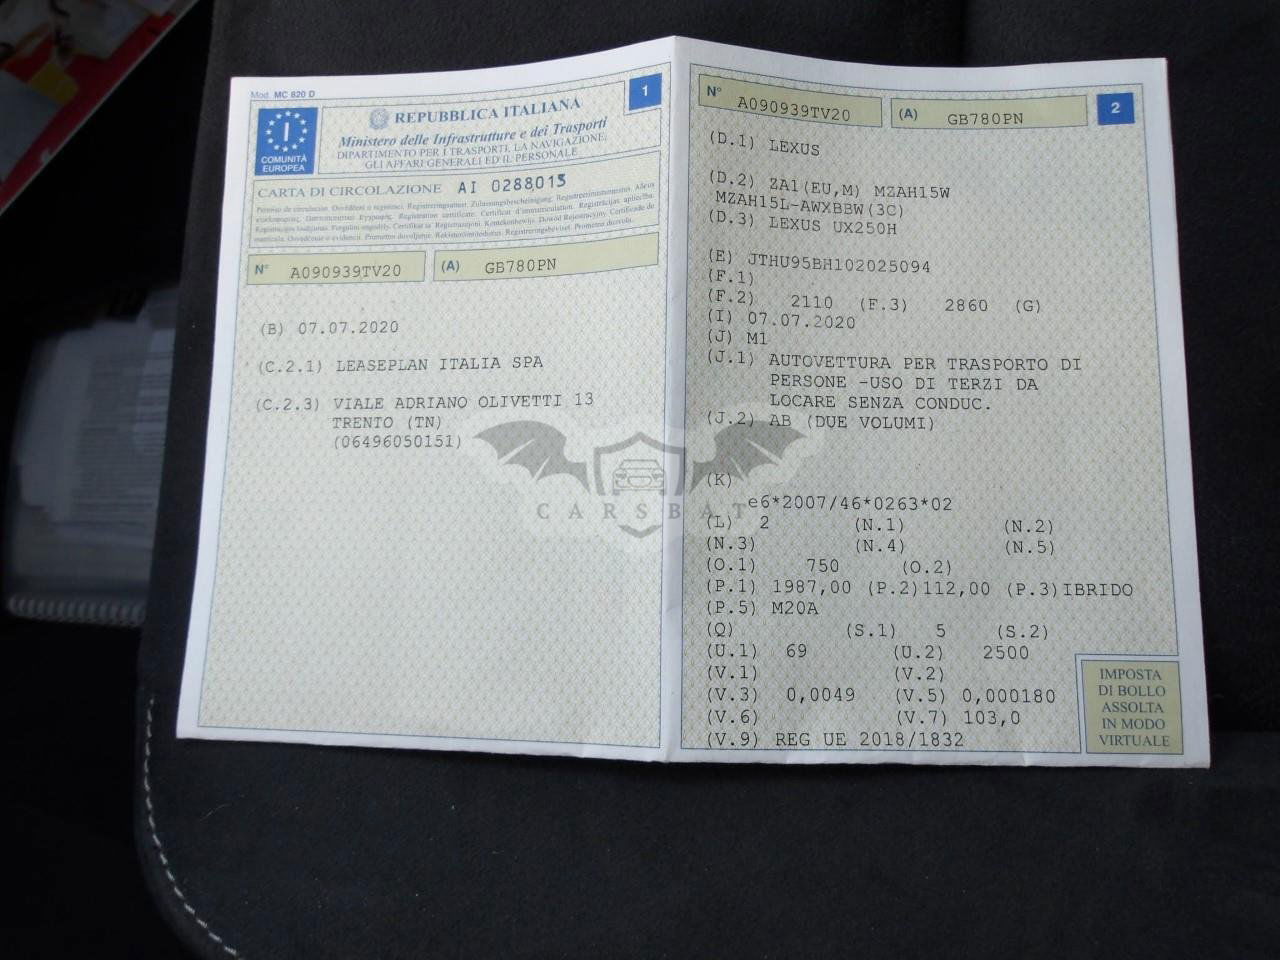 Mod. MC 820 D
1
I
COMUNITÀ
EUROPEA
REPUBBLICA ITALIANA
Ministero delle Infrastrutture e dei Trasporti
DIPARTIMENTO PER I TRASPORTI, LA NAVIGAZIONE,
GLI AFFARI GENERALI ED IL PERSONALE
CARTA DI CIRCOLAZIONE AI 0288015
N° A090939TV20 (A) GB780PN
(B) 07.07.2020
(C.2.1) LEASEPLAN ITALIA SPA
(C.2.3) VIALE ADRIANO OLIVETTI 13
TRENTO (TN)
(06496050151)
N° A090939TV20 (A) GB780PN 2
(D.1) LEXUS
(D.2) ZA1(EU,M) MZAH15W
MZAH15L-AWXBBW(3C)
(D.3) LEXUS UX250H
(E) JTHU95BH102025094
(F.1)
(F.2) 2110 (F.3) 2860 (G)
(I) 07.07.2020
(J) M1
(J.1) AUTOVETTURA PER TRASPORTO DI
PERSONE -USO DI TERZI DA
LOCARE SENZA CONDUC.
(J.2) AB (DUE VOLUMI)
(K)
e6*2007/46*0263*02
(L) 2 (N.1) (N.2)
(N.3) (N.4) (N.5)
(O.1) 750 (O.2)
(P.1) 1987,00 (P.2)112,00 (P.3)IBRIDO
(P.5) M20A
(Q) (S.1) 5 (S.2)
(U.1) 69 (U.2) 2500
(V.1) (V.2)
(V.3) 0,0049 (V.5) 0,000180
(V.6) (V.7) 103,0
(V.9) REG UE 2018/1832
IMPOSTA
DI BOLLO
ASSOLTA
IN MODO
VIRTUALE
CARSBAT